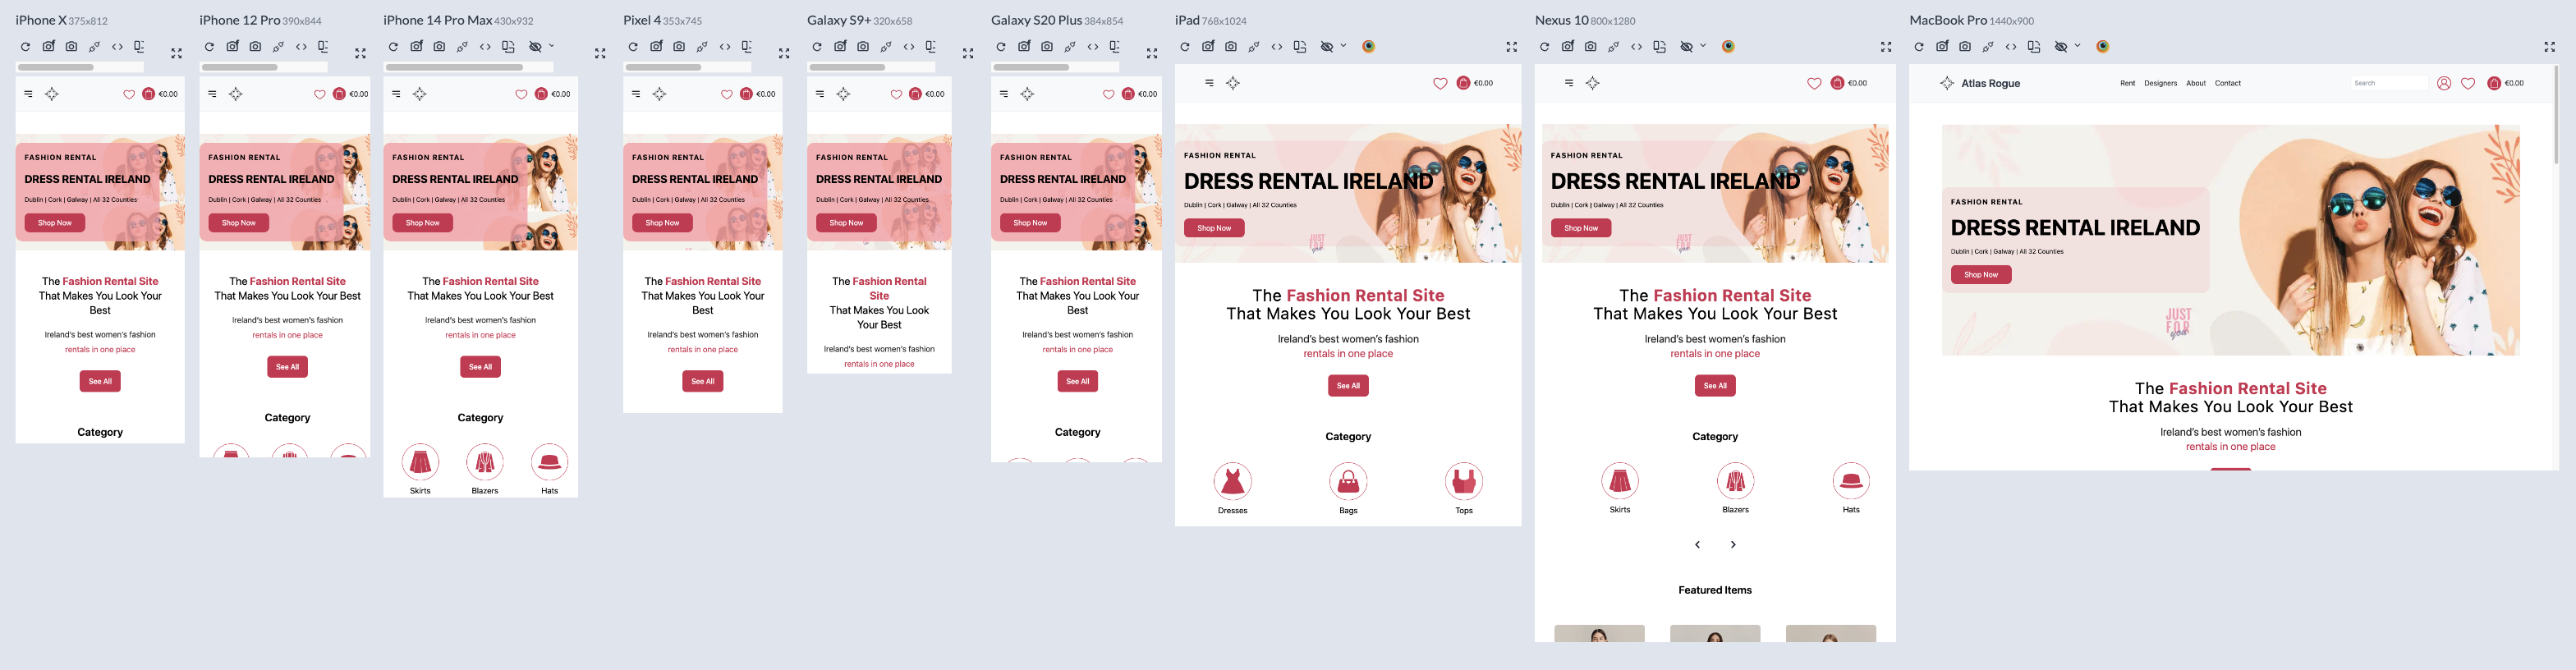 iPhone X 375x812
€0.00
FASHION RENTAL
DRESS RENTAL IRELAND
Dublin | Cork | Galway | All 32 Counties
Shop Now
The Fashion Rental Site
That Makes You Look Your
Best
Ireland's best women's fashion
rentals in one place
See All
Category
iPhone 12 Pro 390x844
€0.00
FASHION RENTAL
DRESS RENTAL IRELAND
Dublin | Cork | Galway | All 32 Counties
Shop Now
The Fashion Rental Site
That Makes You Look Your Best
Ireland's best women's fashion
rentals in one place
See All
Category
iPhone 14 Pro Max 430x932
€0.00
FASHION RENTAL
DRESS RENTAL IRELAND
Dublin | Cork | Galway | All 32 Counties
Shop Now
The Fashion Rental Site
That Makes You Look Your Best
Ireland's best women's fashion
rentals in one place
See All
Category
Skirts
Blazers
Hats
Pixel 4 353x745
€0.00
FASHION RENTAL
DRESS RENTAL IRELAND
Dublin | Cork | Galway | All 32 Counties
Shop Now
The Fashion Rental Site
That Makes You Look Your
Best
Ireland's best women's fashion
rentals in one place
See All
Galaxy S9+ 320x658
€0.00
FASHION RENTAL
DRESS RENTAL IRELAND
Dublin | Cork | Galway | All 32 Counties
Shop Now
The Fashion Rental
Site
That Makes You Look
Your Best
Ireland's best women's fashion
rentals in one place
Galaxy S20 Plus 384x854
€0.00
FASHION RENTAL
DRESS RENTAL IRELAND
Dublin | Cork | Galway | All 32 Counties
Shop Now
The Fashion Rental Site
That Makes You Look Your
Best
Ireland's best women's fashion
rentals in one place
See All
Category
iPad 768x1024
€0.00
FASHION RENTAL
DRESS RENTAL IRELAND
Dublin | Cork | Galway | All 32 Counties
Shop Now
JUST
FOR
you
The Fashion Rental Site
That Makes You Look Your Best
Ireland's best women's fashion
rentals in one place
See All
Category
Dresses
Bags
Tops
Nexus 10 800x1280
€0.00
FASHION RENTAL
DRESS RENTAL IRELAND
Dublin | Cork | Galway | All 32 Counties
Shop Now
JUST
FOR
you
The Fashion Rental Site
That Makes You Look Your Best
Ireland's best women's fashion
rentals in one place
See All
Category
Skirts
Blazers
Hats
Featured Items
MacBook Pro 1440x900
Atlas Rogue
Rent
Designers
About
Contact
Search
€0.00
FASHION RENTAL
DRESS RENTAL IRELAND
Dublin | Cork | Galway | All 32 Counties
Shop Now
JUST
FOR
you
The Fashion Rental Site
That Makes You Look Your Best
Ireland's best women's fashion
rentals in one place